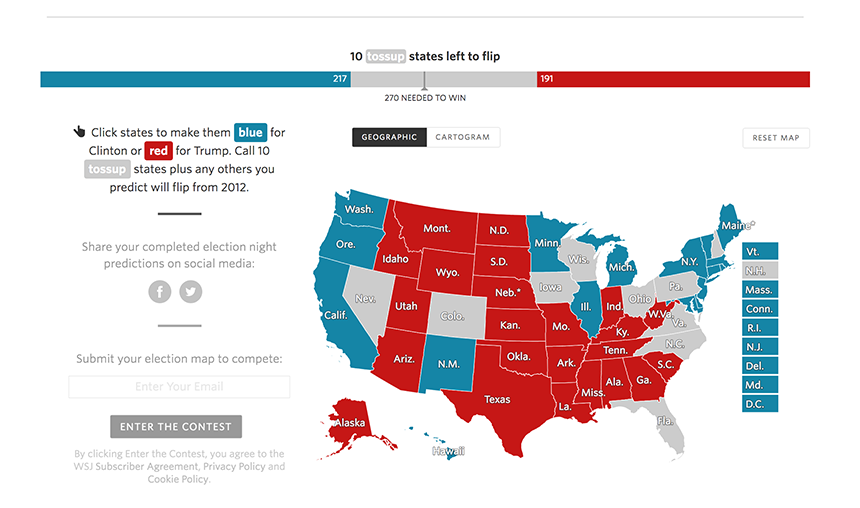 10 tossup states left to flip
217
191
270 NEEDED TO WIN
Click states to make them blue for
Clinton or red for Trump. Call 10
tossup states plus any others you
predict will flip from 2012.
Share your completed election night
predictions on social media:
f
Submit your election map to compete:
Enter Your Email
ENTER THE CONTEST
By clicking Enter the Contest, you agree to the
WSJ Subscriber Agreement, Privacy Policy and
Cookie Policy.
GEOGRAPHIC
CARTOGRAM
RESET MAP
Wash.
Mont.
N.D.
Minn.
Maine*
Ore.
Idaho
S.D.
Wis.
Mich.
N.Y.
Wyo.
Neb.*
Iowa
Pa.
Nev.
Utah
Colo.
Ill.
Ind.
Ohio
W.Va.
Va.
Calif.
Kan.
Mo.
Ky.
N.C.
Ariz.
N.M.
Okla.
Ark.
Tenn.
S.C.
Texas
La.
Miss.
Ala.
Ga.
Fla.
Alaska
Hawaii
Vt.
N.H.
Mass.
Conn.
R.I.
N.J.
Del.
Md.
D.C.